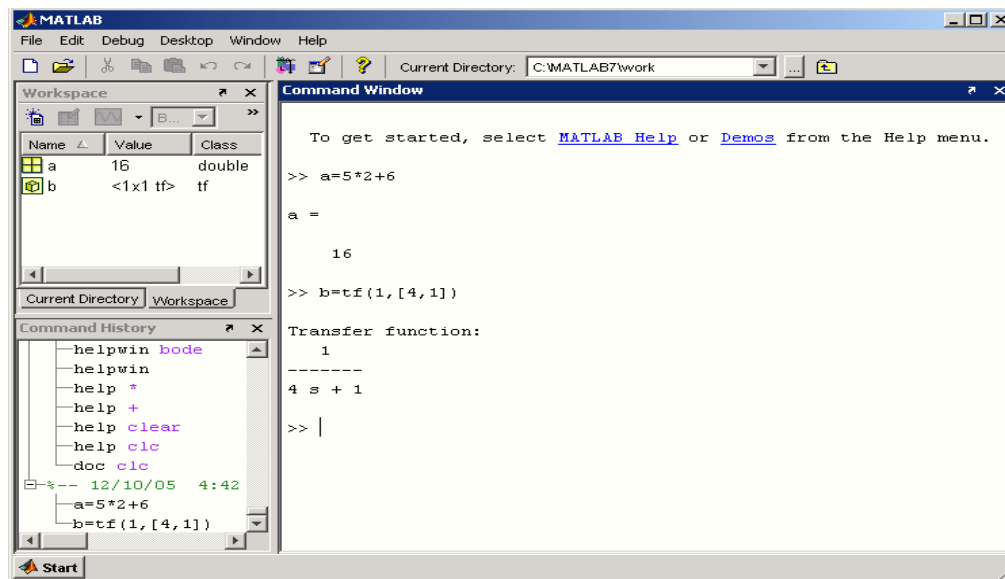 MATLAB
File Edit Debug Desktop Window Help
Current Directory: C:\MATLAB7\work ...
Workspace
B... »
Name Value Class
a 16 double
b <1x1 tf> tf
Current Directory Workspace
Command History
helpwin bode
helpwin
help *
help +
help clear
help clc
doc clc
%-- 12/10/05 4:42
a=5*2+6
b=tf(1,[4,1])
Command Window
To get started, select MATLAB Help or Demos from the Help menu.
>> a=5*2+6
a =
16
>> b=tf(1,[4,1])
Transfer function:
1
-------
4 s + 1
>>
Start